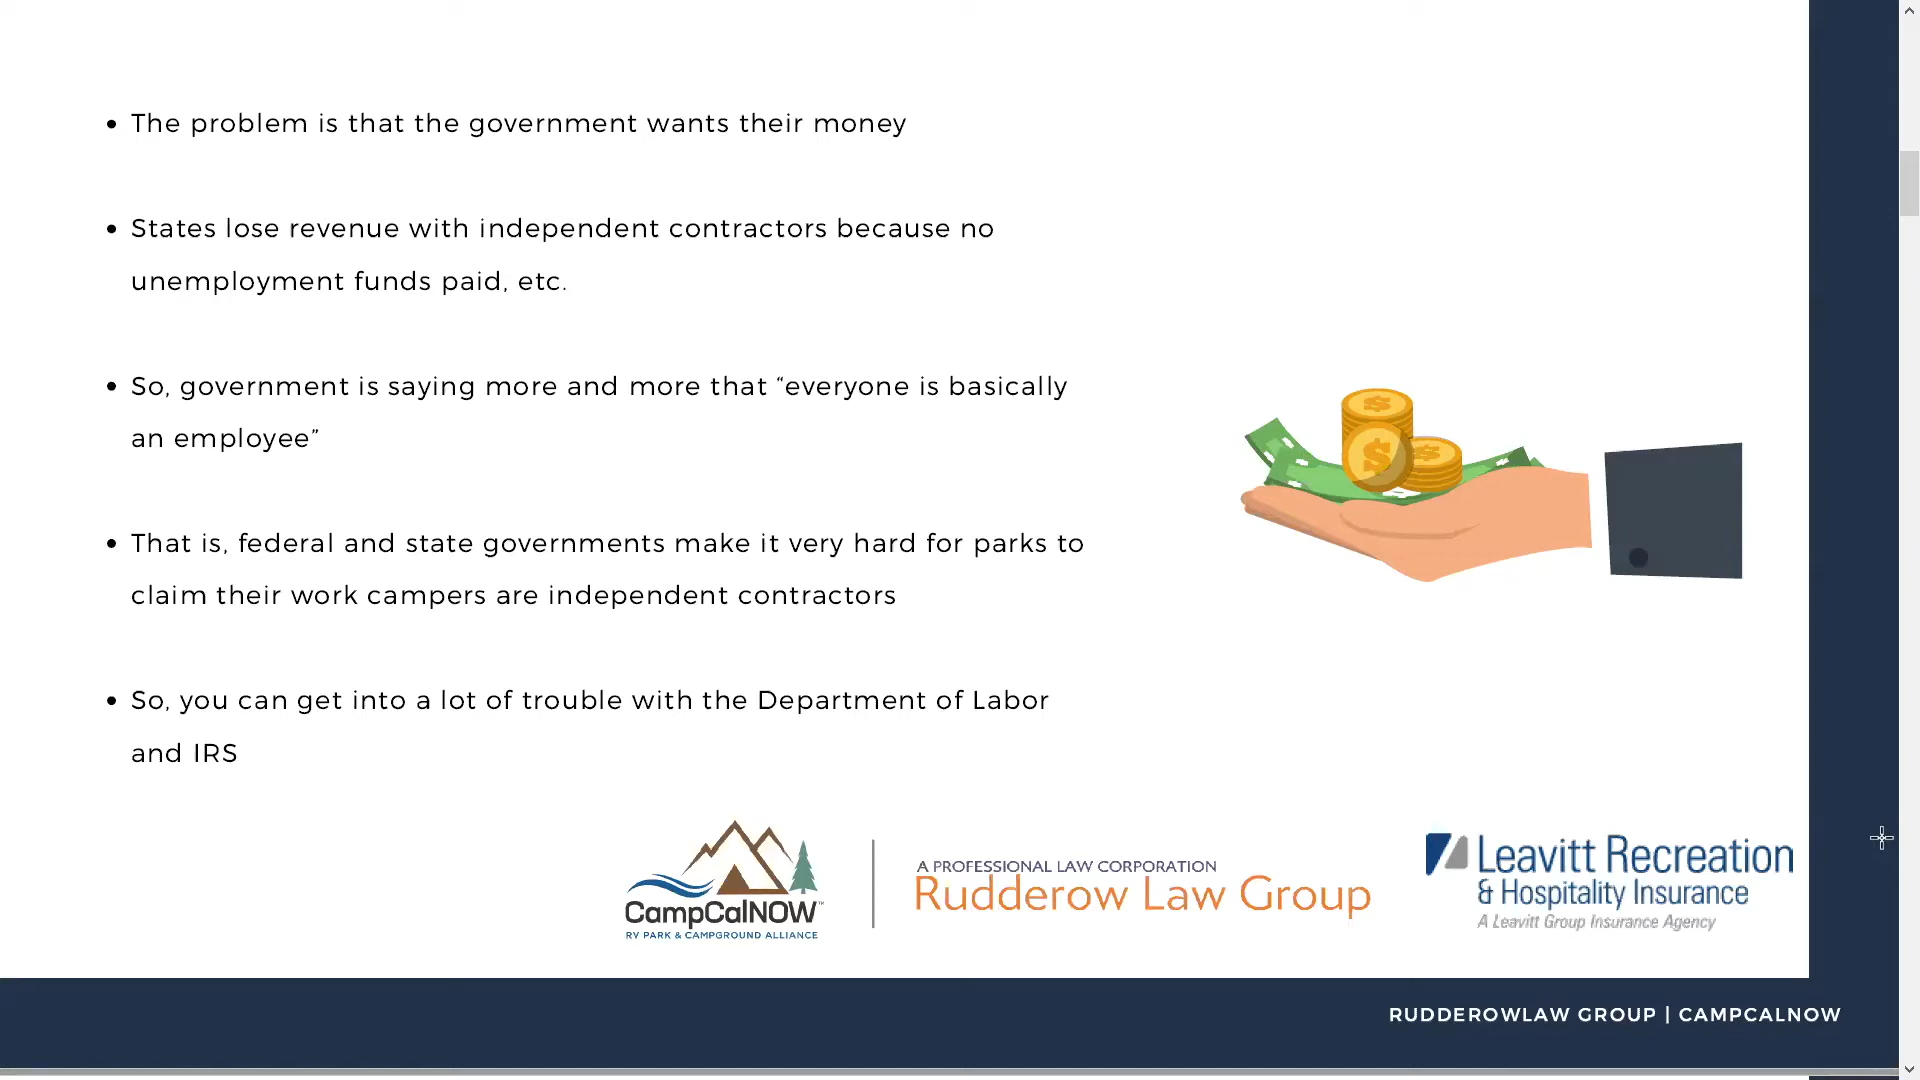 • The problem is that the government wants their money
• States lose revenue with independent contractors because no
unemployment funds paid, etc.
• So, government is saying more and more that “everyone is basically
an employee”
• That is, federal and state governments make it very hard for parks to
claim their work campers are independent contractors
• So, you can get into a lot of trouble with the Department of Labor
and IRS
CampCalNOW™
RV PARK & CAMPGROUND ALLIANCE
A PROFESSIONAL LAW CORPORATION
Rudderow Law Group
Leavitt Recreation
& Hospitality Insurance
A Leavitt Group Insurance Agency
RUDDEROWLAW GROUP | CAMPCALNOW